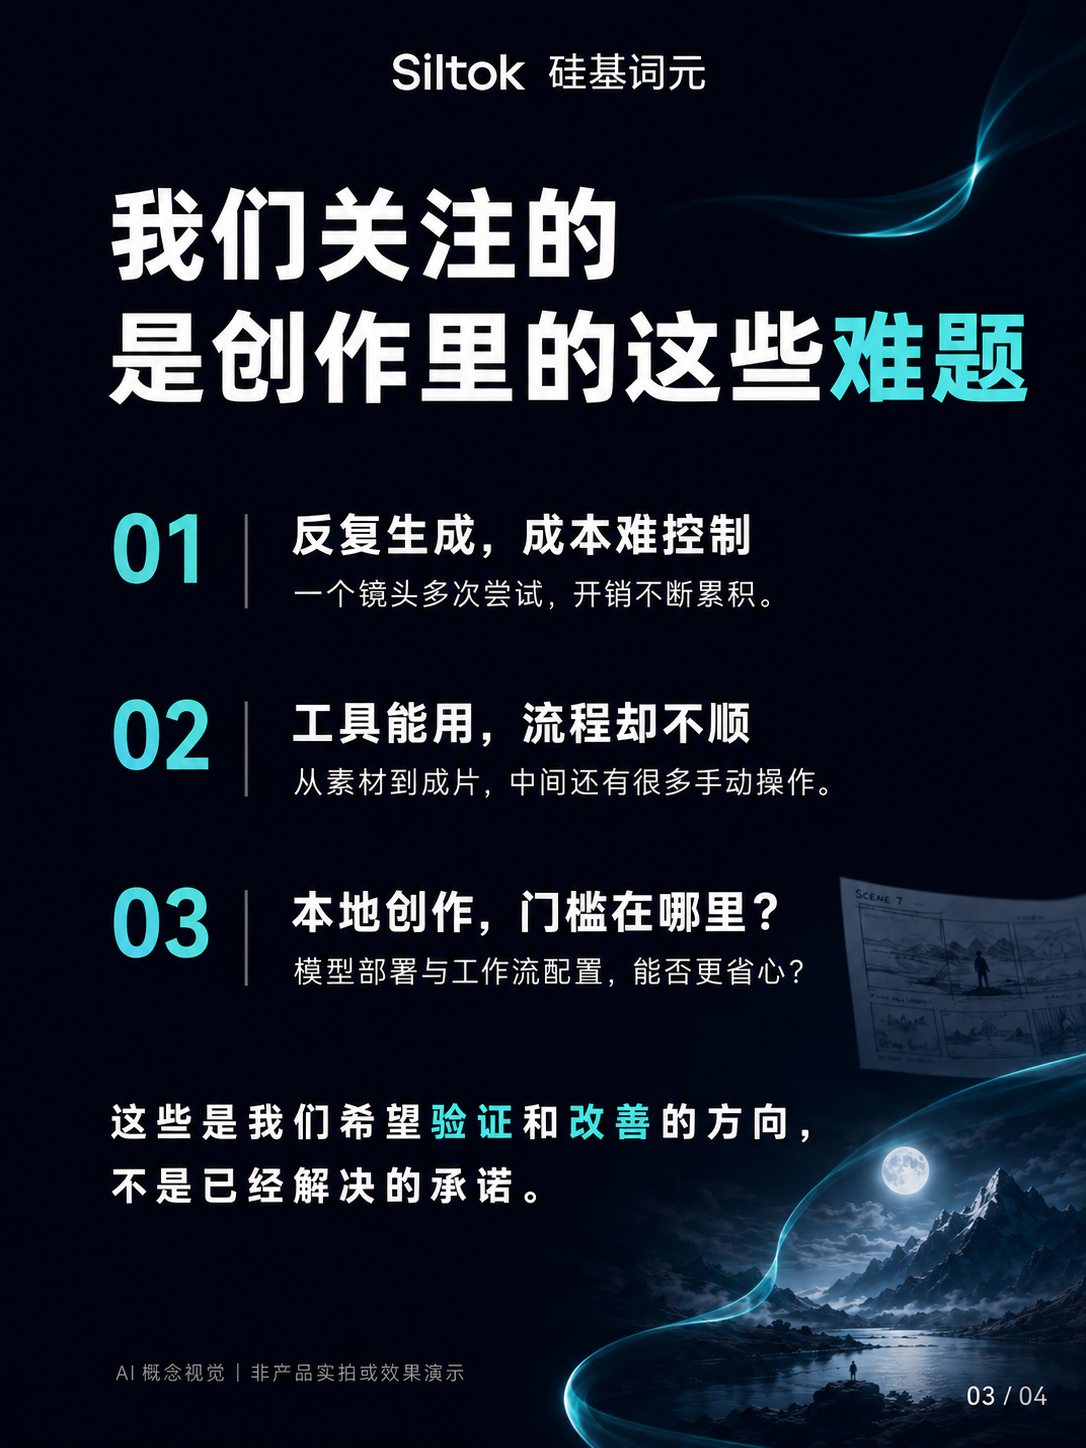 Siltok 硅基词元
我们关注的
是创作里的这些难题
01
反复生成，成本难控制
一个镜头多次尝试，开销不断累积。
02
工具能用，流程却不顺
从素材到成片，中间还有很多手动操作。
03
本地创作，门槛在哪里？
模型部署与工作流配置，能否更省心？
SCENE 7
这些是我们希望验证和改善的方向，
不是已经解决的承诺。
AI 概念视觉｜非产品实拍或效果演示
03 / 04